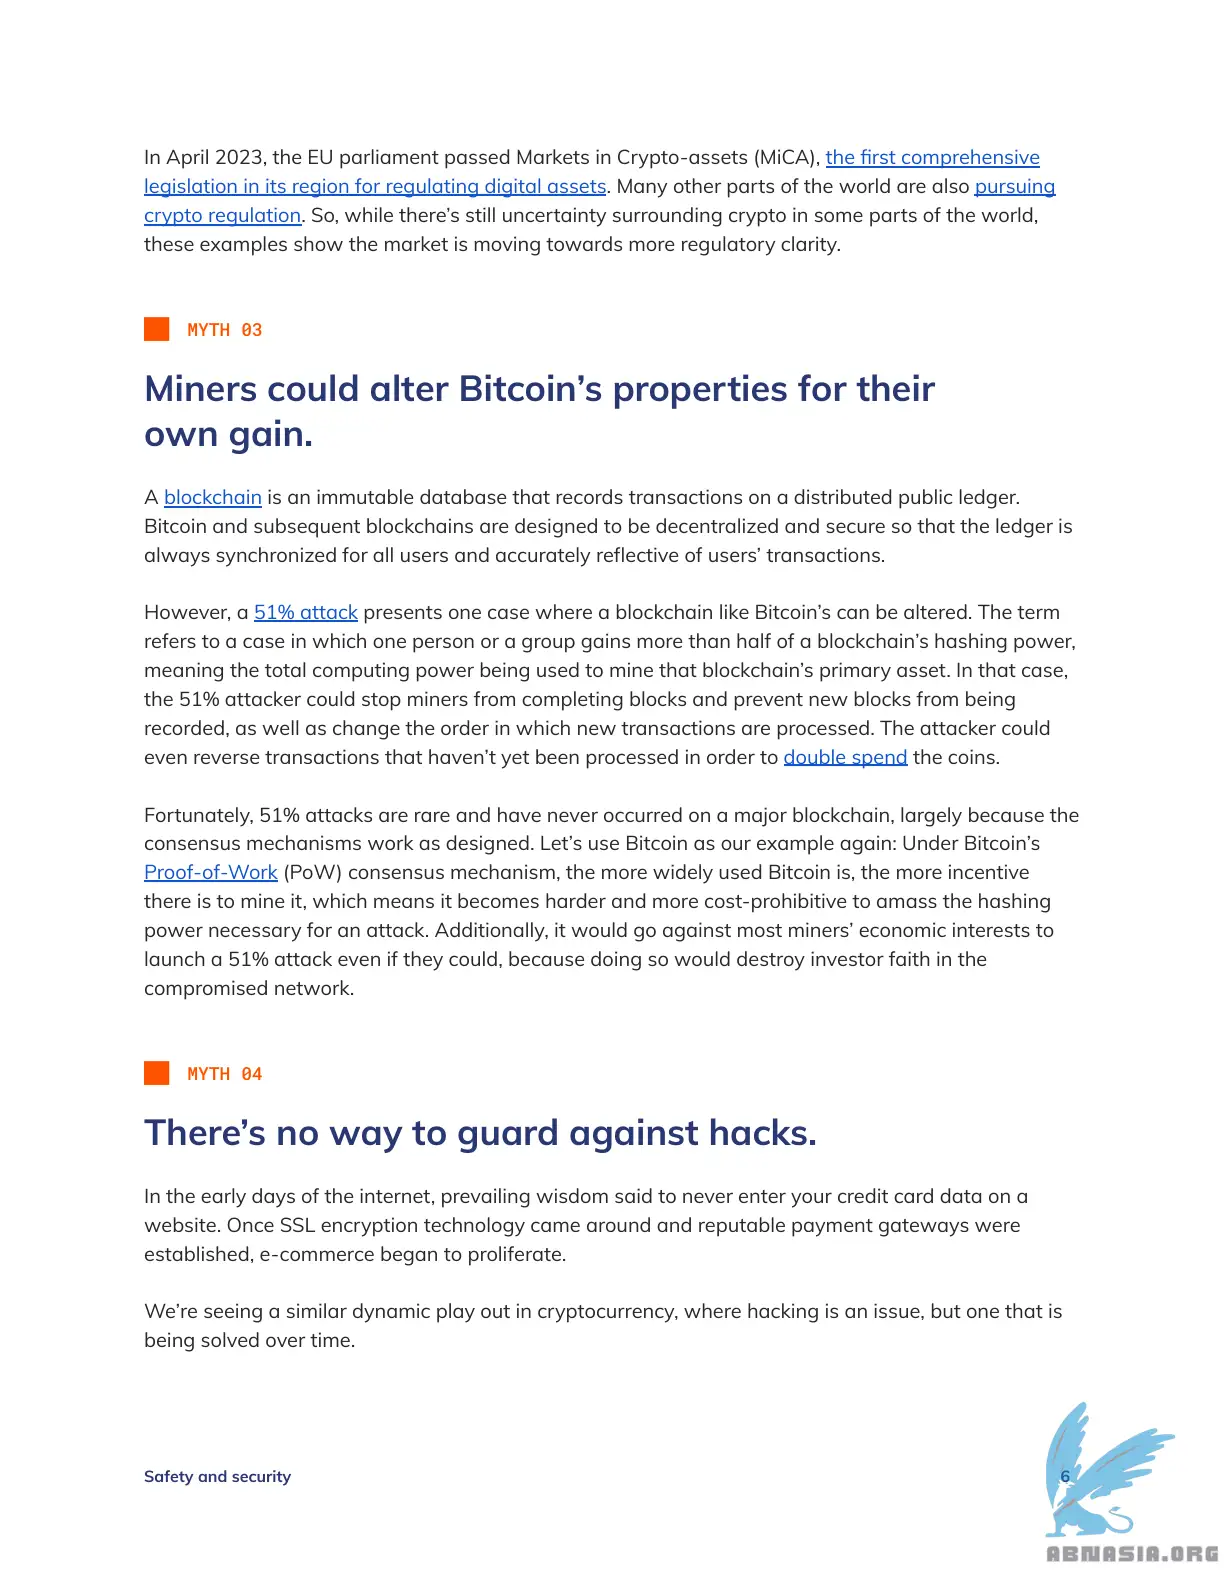 In April 2023, the EU parliament passed Markets in Crypto-assets (MiCA), the first comprehensive
legislation in its region for regulating digital assets. Many other parts of the world are also pursuing
crypto regulation. So, while there’s still uncertainty surrounding crypto in some parts of the world,
these examples show the market is moving towards more regulatory clarity.
MYTH 03
Miners could alter Bitcoin’s properties for their
own gain.
A blockchain is an immutable database that records transactions on a distributed public ledger.
Bitcoin and subsequent blockchains are designed to be decentralized and secure so that the ledger is
always synchronized for all users and accurately reflective of users’ transactions.
However, a 51% attack presents one case where a blockchain like Bitcoin’s can be altered. The term
refers to a case in which one person or a group gains more than half of a blockchain’s hashing power,
meaning the total computing power being used to mine that blockchain’s primary asset. In that case,
the 51% attacker could stop miners from completing blocks and prevent new blocks from being
recorded, as well as change the order in which new transactions are processed. The attacker could
even reverse transactions that haven’t yet been processed in order to double spend the coins.
Fortunately, 51% attacks are rare and have never occurred on a major blockchain, largely because the
consensus mechanisms work as designed. Let’s use Bitcoin as our example again: Under Bitcoin’s
Proof-of-Work (PoW) consensus mechanism, the more widely used Bitcoin is, the more incentive
there is to mine it, which means it becomes harder and more cost-prohibitive to amass the hashing
power necessary for an attack. Additionally, it would go against most miners’ economic interests to
launch a 51% attack even if they could, because doing so would destroy investor faith in the
compromised network.
MYTH 04
There’s no way to guard against hacks.
In the early days of the internet, prevailing wisdom said to never enter your credit card data on a
website. Once SSL encryption technology came around and reputable payment gateways were
established, e-commerce began to proliferate.
We’re seeing a similar dynamic play out in cryptocurrency, where hacking is an issue, but one that is
being solved over time.
Safety and security
6
ABNASIA.ORG